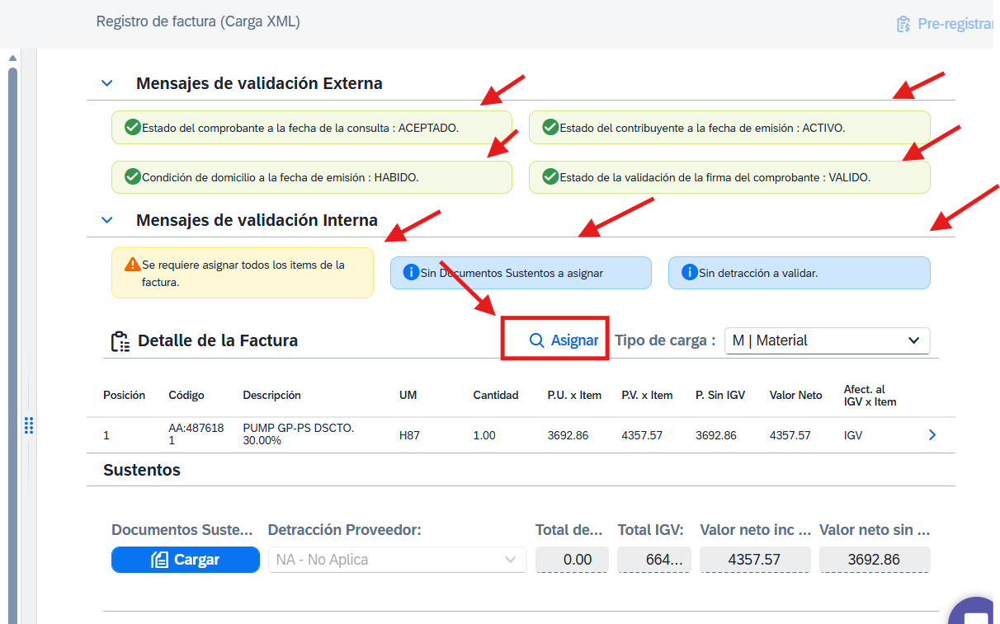 Registro de factura (Carga XML)
Pre-registrar
Mensajes de validación Externa
Estado del comprobante a la fecha de la consulta : ACEPTADO.
Estado del contribuyente a la fecha de emisión : ACTIVO.
Condición de domicilio a la fecha de emisión : HABIDO.
Estado de la validación de la firma del comprobante : VALIDO.
Mensajes de validación Interna
Se requiere asignar todos los items de la
factura.
Sin Documentos Sustentos a asignar
Sin detracción a validar.
Detalle de la Factura
Asignar
Tipo de carga :
M | Material
Posición Código Descripción UM Cantidad P.U. x Item P.V. x Item P. Sin IGV Valor Neto Afect. al
IGV x Item
1 AA:487618 PUMP GP-PS DSCTO. H87 1.00 3692.86 4357.57 3692.86 4357.57 IGV
1 30.00%
Sustentos
Documentos Suste... Detracción Proveedor: Total de... Total IGV: Valor neto inc ... Valor neto sin ...
Cargar NA - No Aplica 0.00 664... 4357.57 3692.86